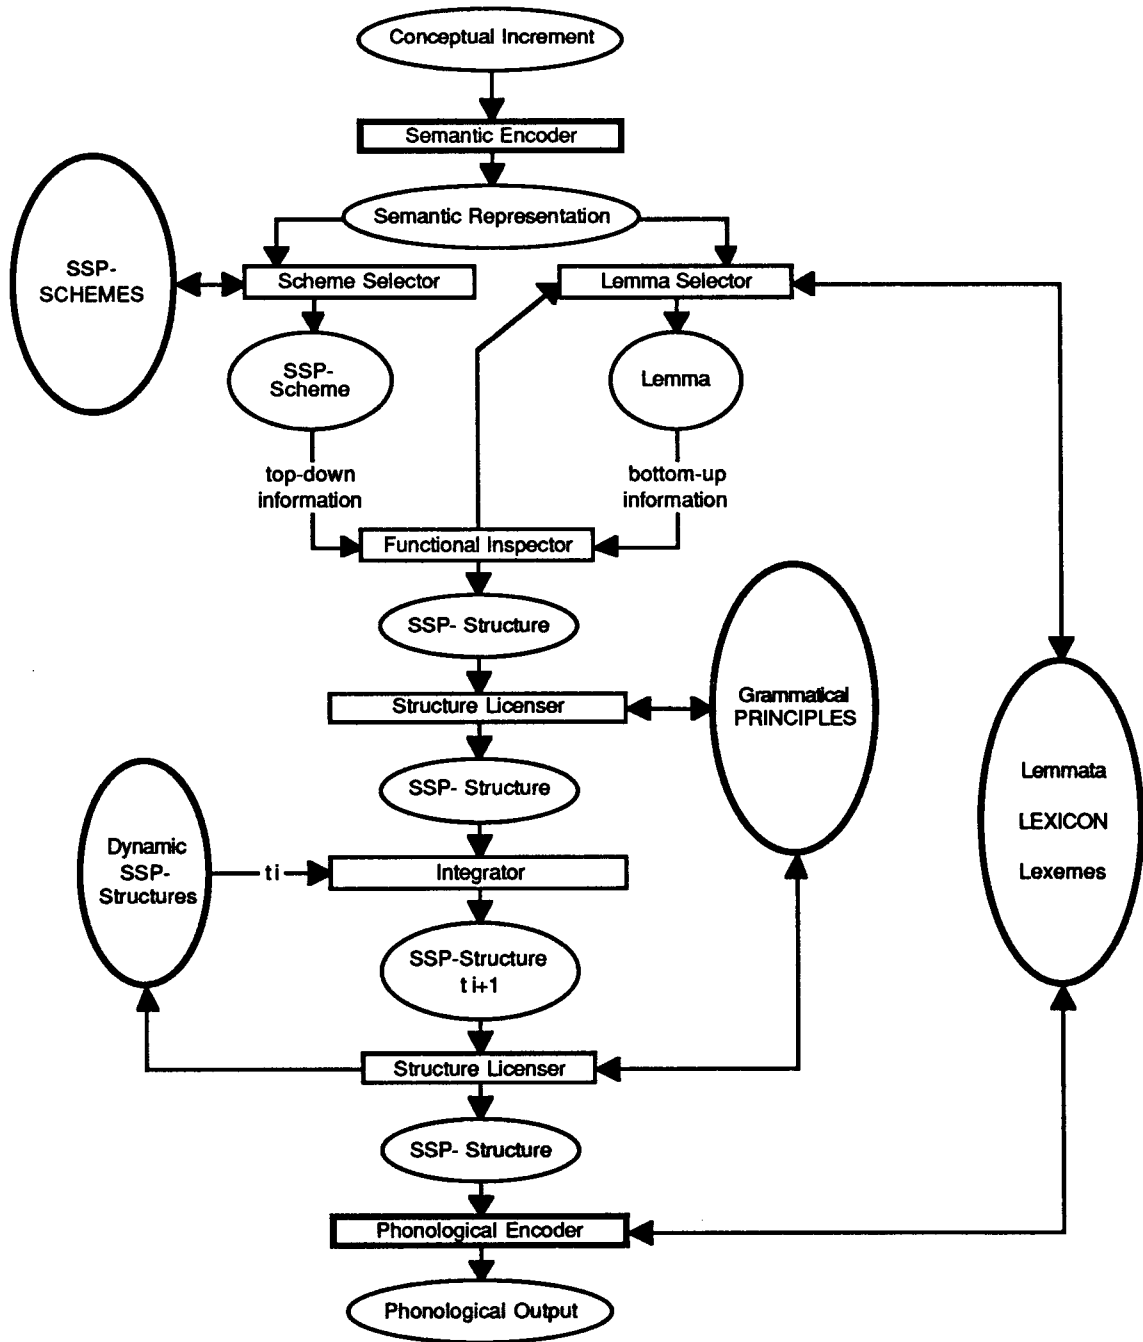 Conceptual Increment
Semantic Encoder
Semantic Representation
SSP-
SCHEMES
Scheme Selector
Lemma Selector
SSP-
Scheme
Lemma
top-down
information
bottom-up
information
Functional Inspector
SSP- Structure
Structure Licenser
Grammatical
PRINCIPLES
SSP- Structure
Lemmata
LEXICON
Lexemes
Dynamic
SSP-
Structures
ti
Integrator
SSP-Structure
t i+1
Structure Licenser
SSP- Structure
Phonological Encoder
Phonological Output